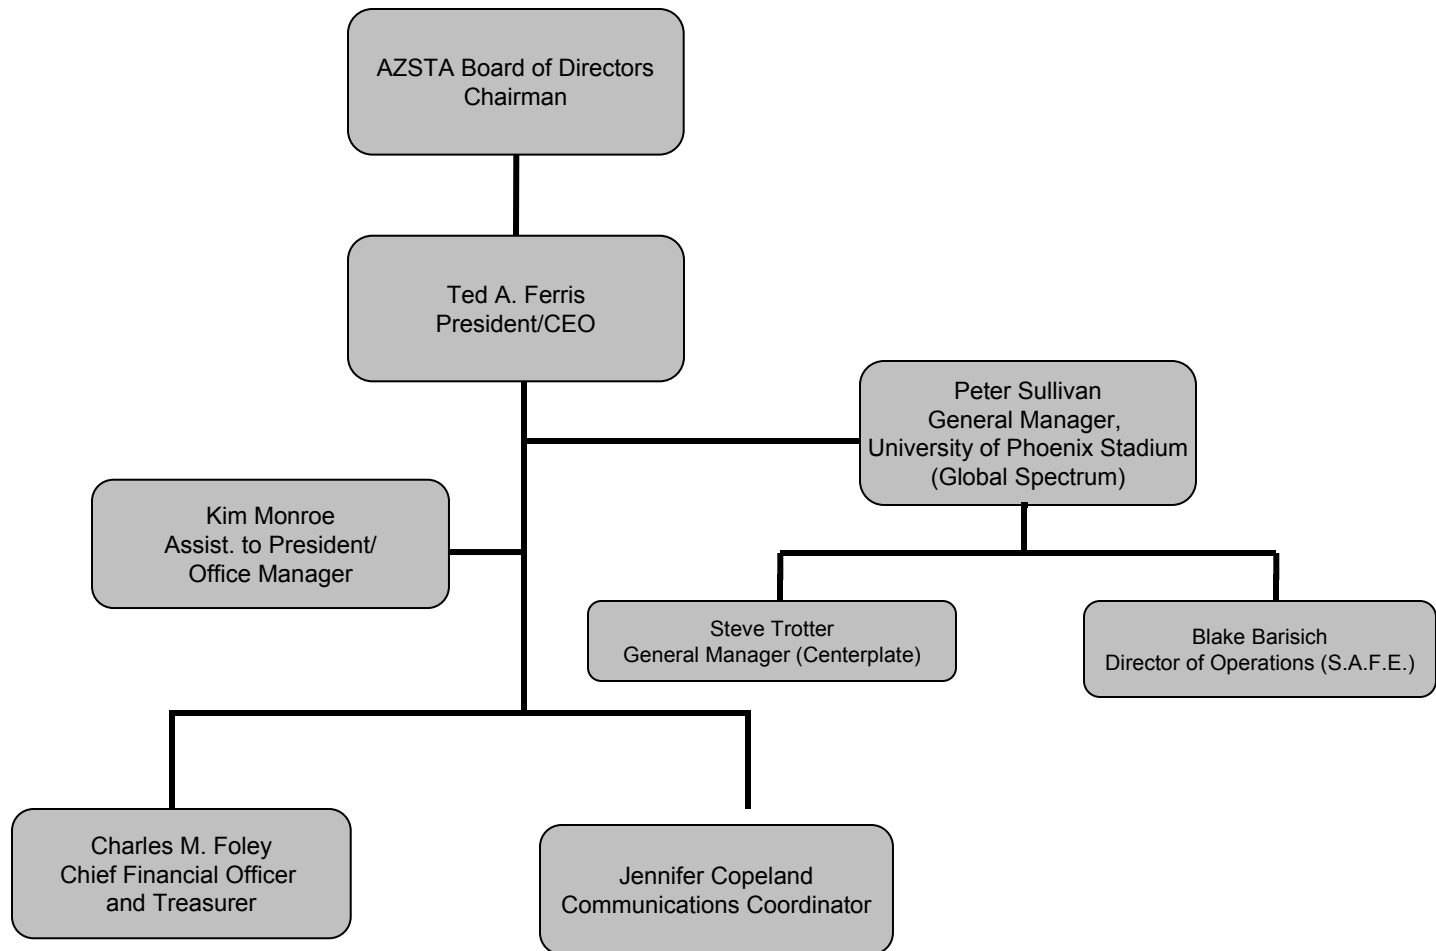 AZSTA Board of Directors
Chairman
Ted A. Ferris
President/CEO
Peter Sullivan
General Manager,
University of Phoenix Stadium
(Global Spectrum)
Kim Monroe
Assist. to President/
Office Manager
Steve Trotter
General Manager (Centerplate)
Blake Barisich
Director of Operations (S.A.F.E.)
Charles M. Foley
Chief Financial Officer
and Treasurer
Jennifer Copeland
Communications Coordinator